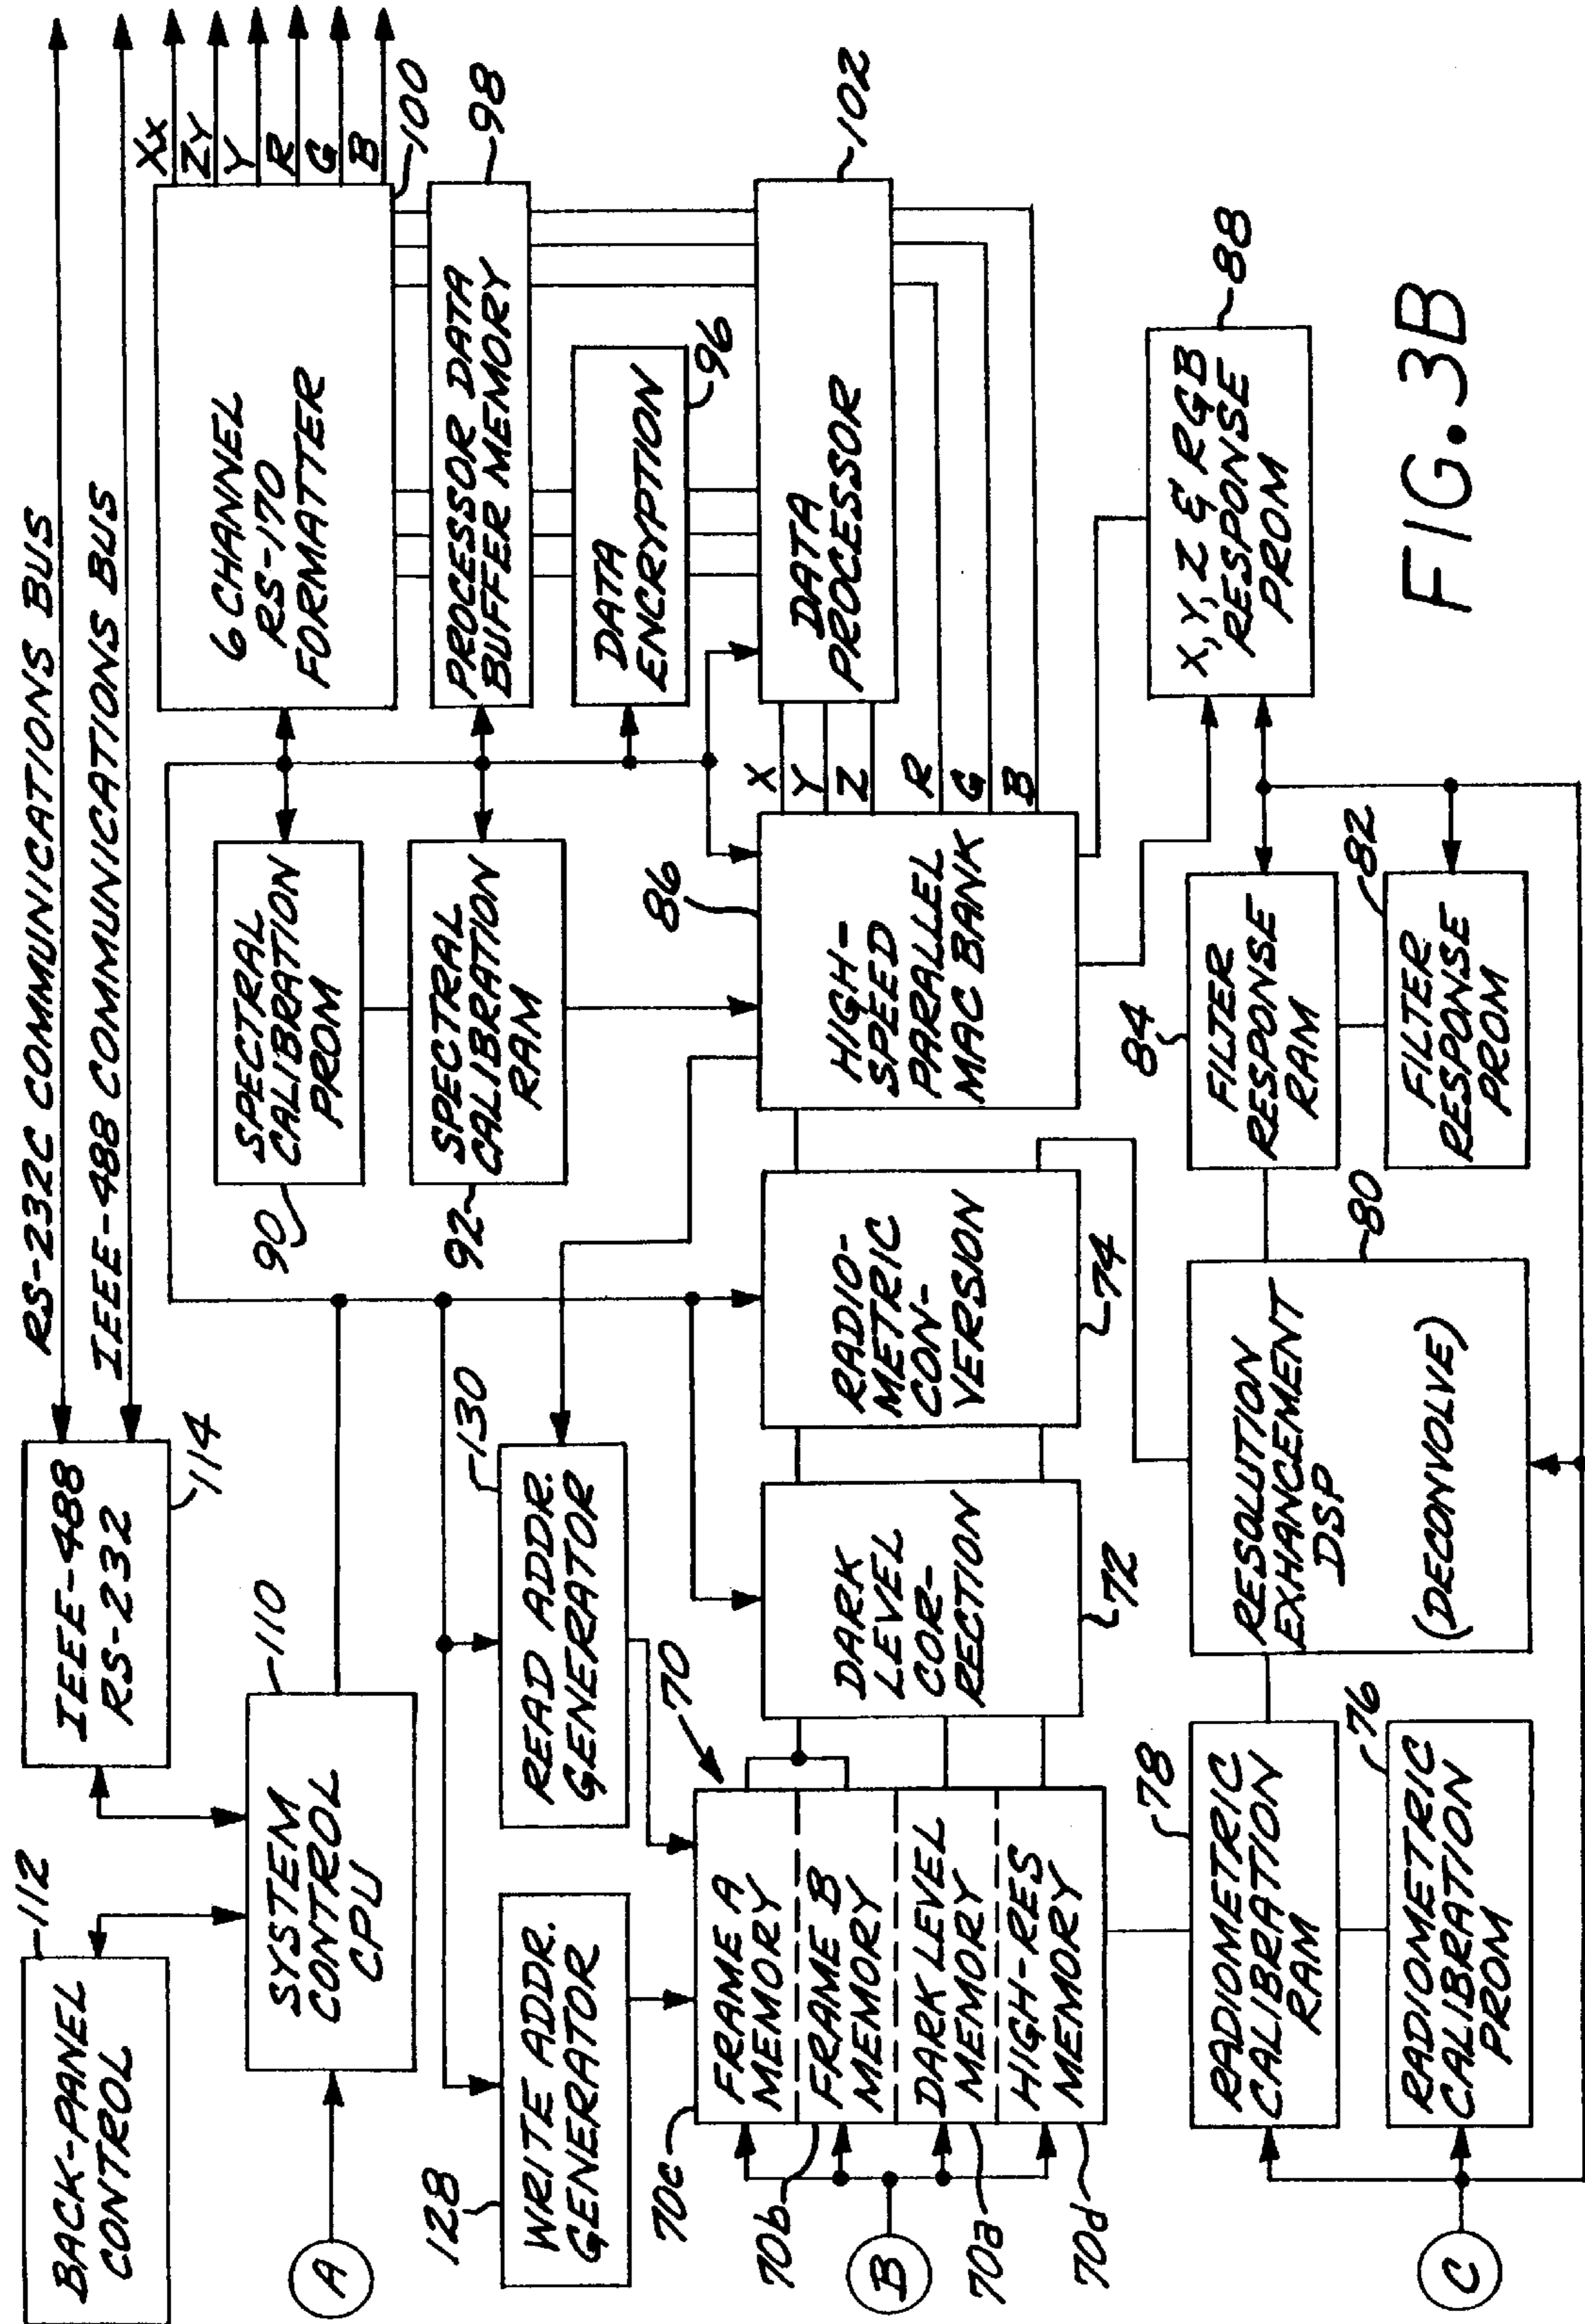 RS-232C COMMUNICATIONS BUS
IEEE-488 COMMUNICATIONS BUS
112
BACK-PANEL
CONTROL
IEEE-488
RS-232
114
110
SYSTEM
CONTROL
CPU
A
6 CHANNEL
RS-170
FORMATTER
100
Xx
ZY
Y
R
G
B
SPECTRAL
CALIBRATION
PROM
90
PROCESSOR DATA
BUFFER MEMORY
98
SPECTRAL
CALIBRATION
RAM
92
DATA
ENCRYPTION
96
128
WRITE ADDR.
GENERATOR
130
READ ADDR.
GENERATOR
70
70c
FRAME A
MEMORY
70b
FRAME B
MEMORY
B
70a
DARK LEVEL
MEMORY
70d
HIGH-RES
MEMORY
DARK
LEVEL
COR-
RECTION
72
RADIO-
METRIC
CON-
VERSION
74
86
HIGH-
SPEED
PARALLEL
MAC BANK
X
Y
Z
R
G
B
DATA
PROCESSOR
102
78
RADIOMETRIC
CALIBRATION
RAM
76
RADIOMETRIC
CALIBRATION
PROM
C
RESOLUTION
EXHANCEMENT
DSP
(DECONVOLVE)
80
84
FILTER
RESPONSE
RAM
82
FILTER
RESPONSE
PROM
X, Y, Z & RGB
RESPONSE
PROM
88
FIG. 3B